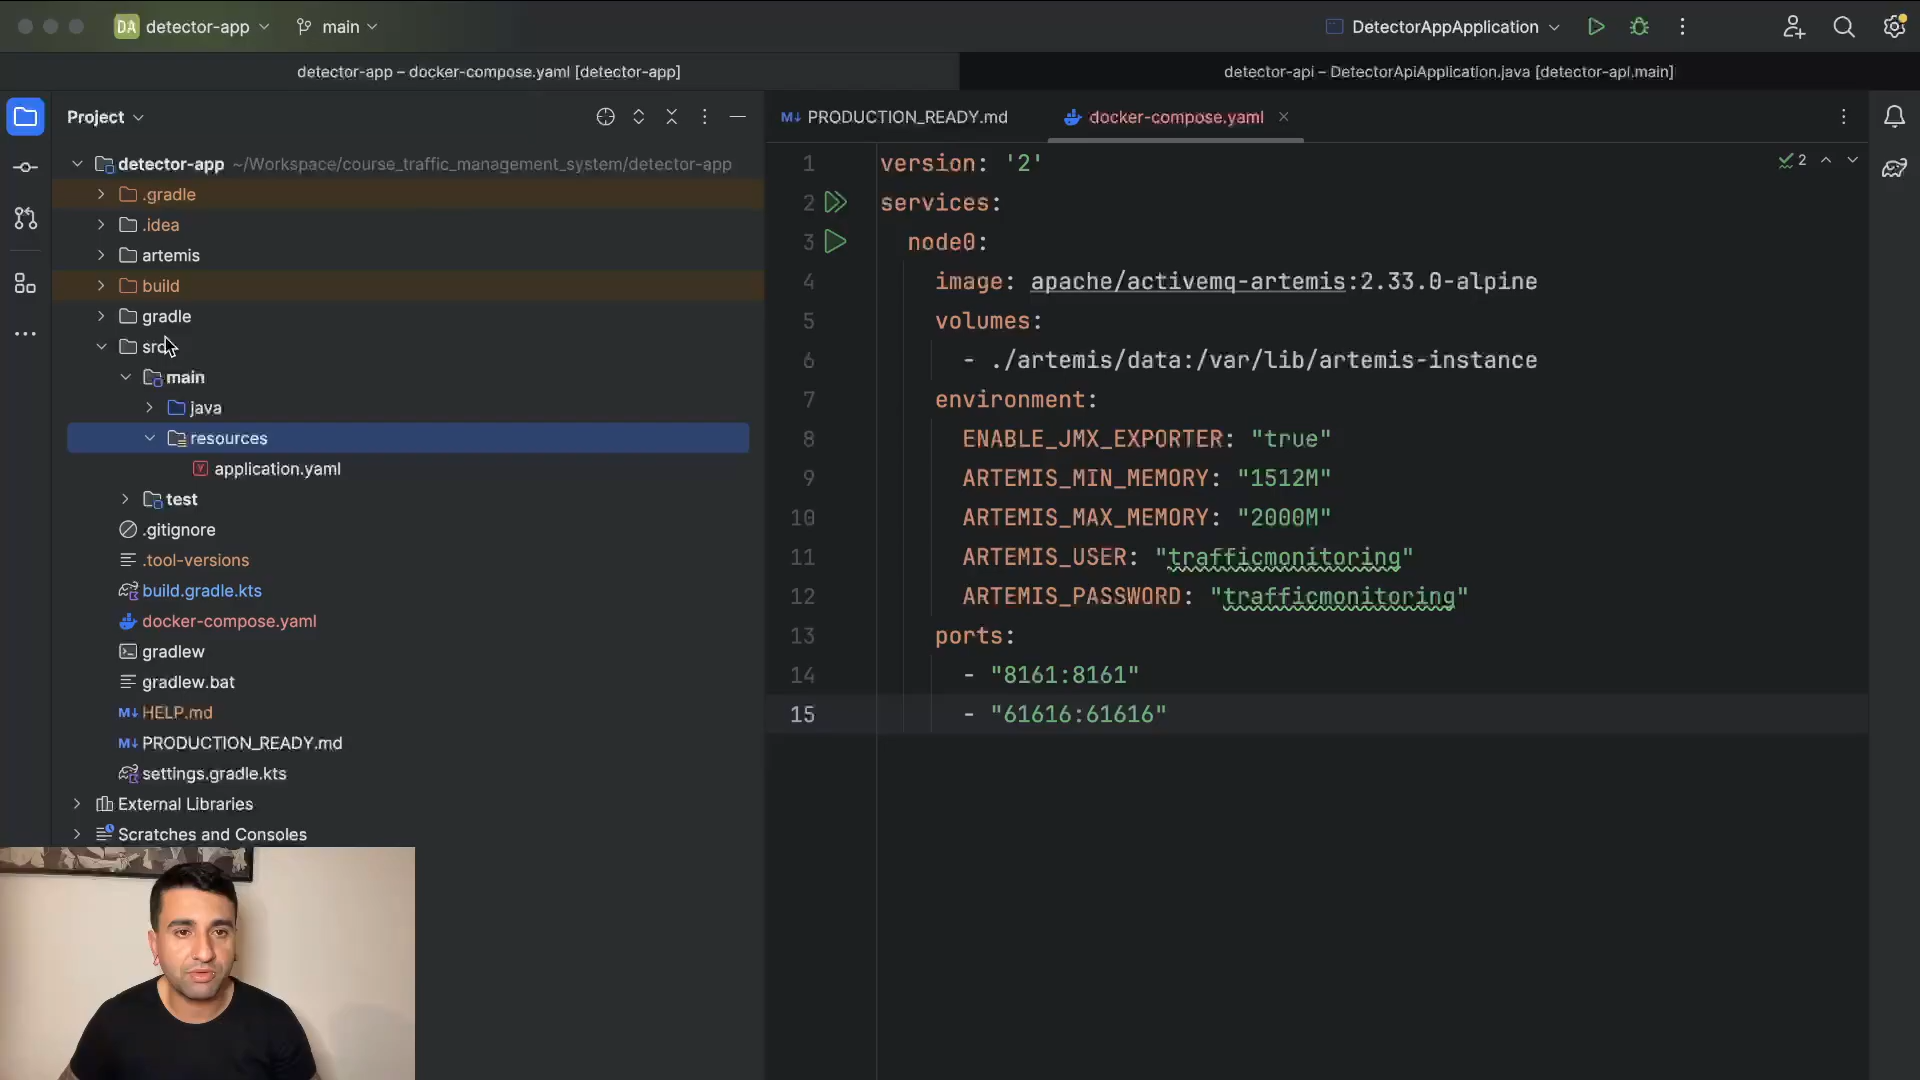 DA detector-app main DetectorAppApplication
detector-app – docker-compose.yaml [detector-app] detector-api – DetectorApiApplication.java [detector-api.main]
Project
PRODUCTION_READY.md docker-compose.yaml
detector-app ~/Workspace/course_traffic_management_system/detector-app
.gradle
.idea
artemis
build
gradle
src
main
java
resources
application.yaml
test
.gitignore
.tool-versions
build.gradle.kts
docker-compose.yaml
gradlew
gradlew.bat
HELP.md
PRODUCTION_READY.md
settings.gradle.kts
External Libraries
Scratches and Consoles
2
1 version: '2'
2 services:
3 node0:
4 image: apache/activemq-artemis:2.33.0-alpine
5 volumes:
6 - ./artemis/data:/var/lib/artemis-instance
7 environment:
8 ENABLE_JMX_EXPORTER: "true"
9 ARTEMIS_MIN_MEMORY: "1512M"
10 ARTEMIS_MAX_MEMORY: "2000M"
11 ARTEMIS_USER: "trafficmonitoring"
12 ARTEMIS_PASSWORD: "trafficmonitoring"
13 ports:
14 - "8161:8161"
15 - "61616:61616"